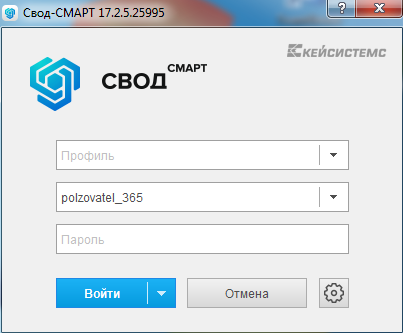 Свод-СМАРТ 17.2.5.25995
?
КЕЙСИСТЕМС
СВОД СМАРТ
Профиль
polzovatel_365
Пароль
Войти
Отмена